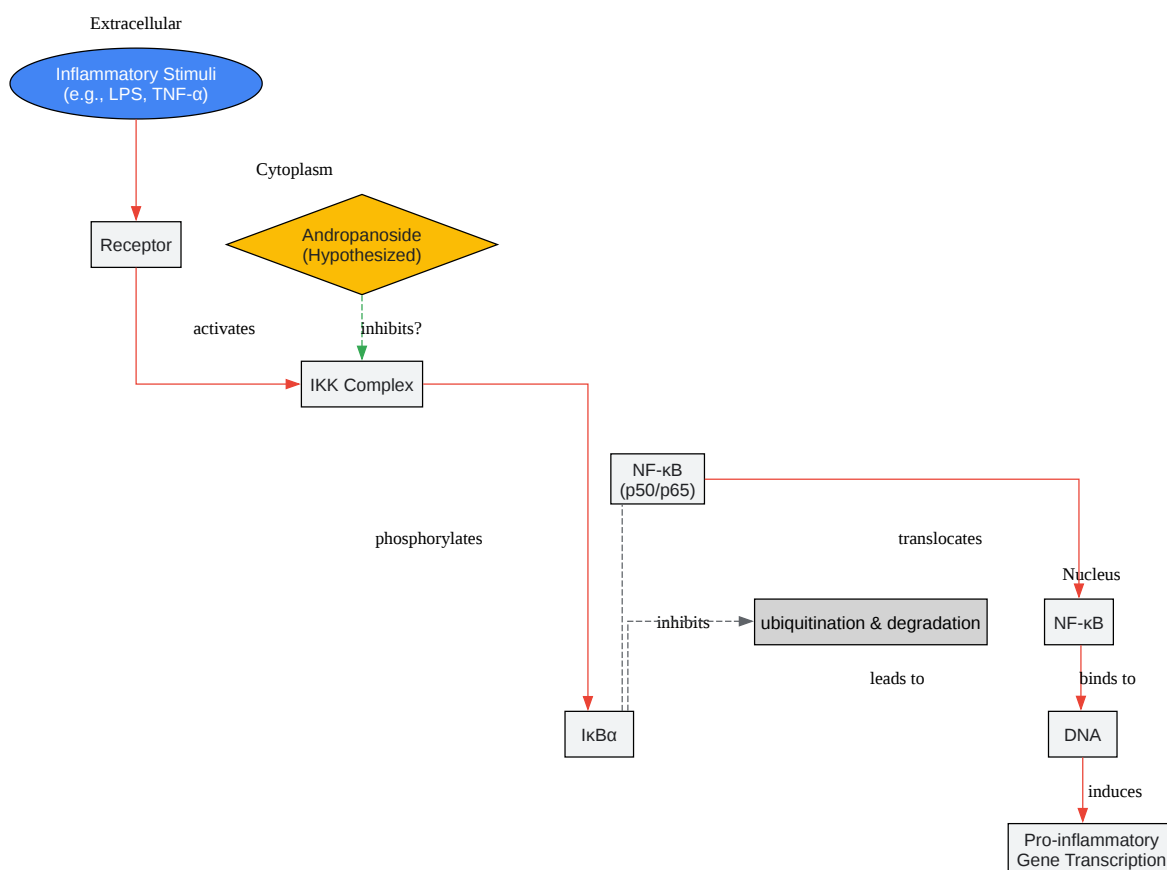 Extracellular
Inflammatory Stimuli
(e.g., LPS, TNF-α)
Cytoplasm
Receptor
Andropanoside
(Hypothesized)
activates
inhibits?
IKK Complex
NF-κB
(p50/p65)
phosphorylates
translocates
Nucleus
inhibits
ubiquitination & degradation
NF-κB
leads to
binds to
IκBα
DNA
induces
Pro-inflammatory
Gene Transcription